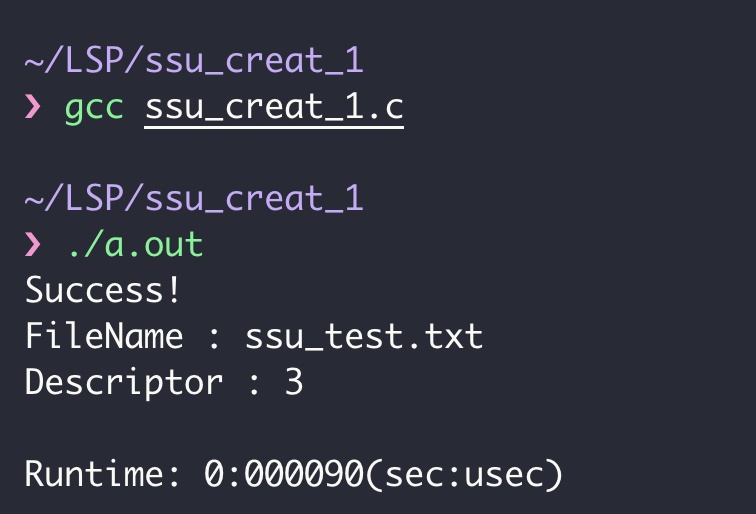 ~/LSP/ssu_creat_1
❯ gcc ssu_creat_1.c
~/LSP/ssu_creat_1
❯ ./a.out
Success!
FileName : ssu_test.txt
Descriptor : 3
Runtime: 0:000090(sec:usec)